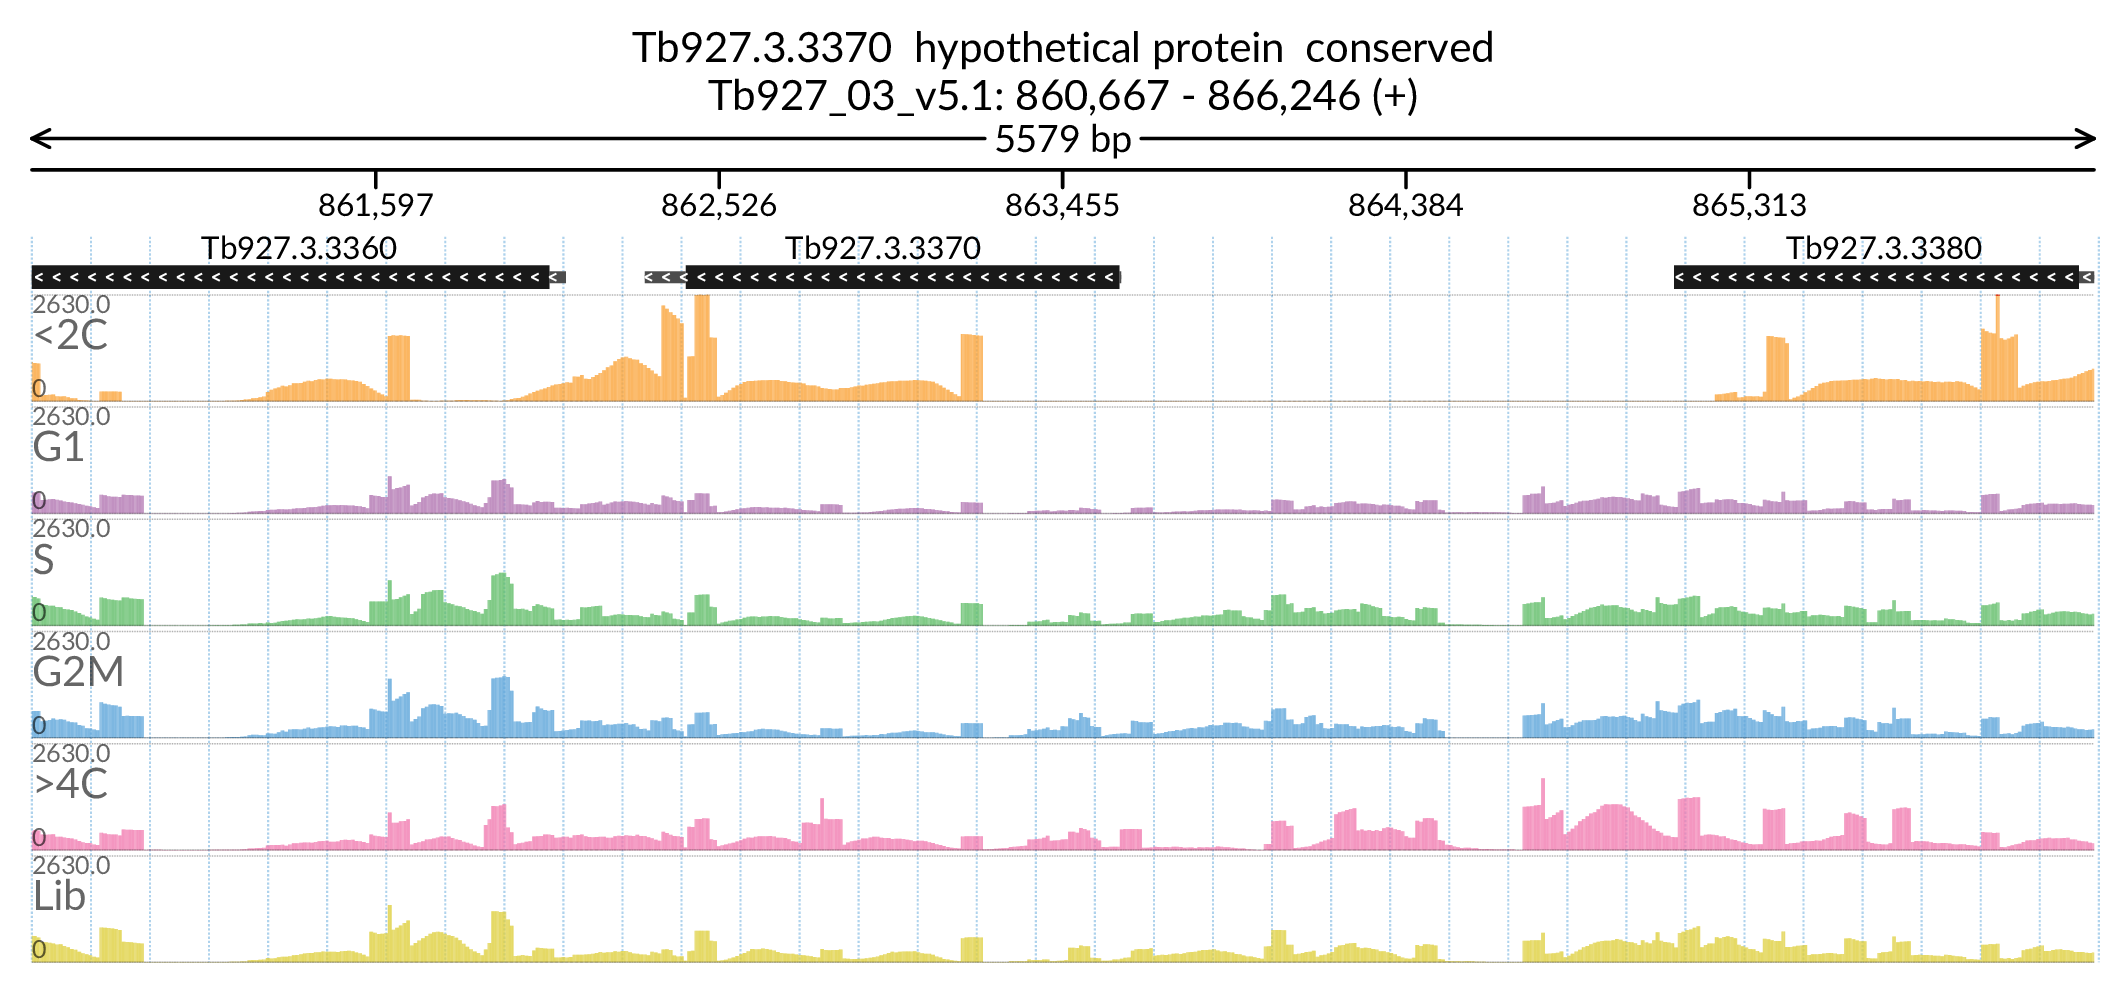 Tb927.3.3370 hypothetical protein conserved
Tb927_03_v5.1: 860,667 - 866,246 (+)
5579 bp
861,597 862,526 863,455 864,384 865,313
Tb927.3.3360 Tb927.3.3370 Tb927.3.3380
2630.0
<2C
0
2630.0
G1
0
2630.0
S
0
2630.0
G2M
0
2630.0
>4C
0
2630.0
Lib
0